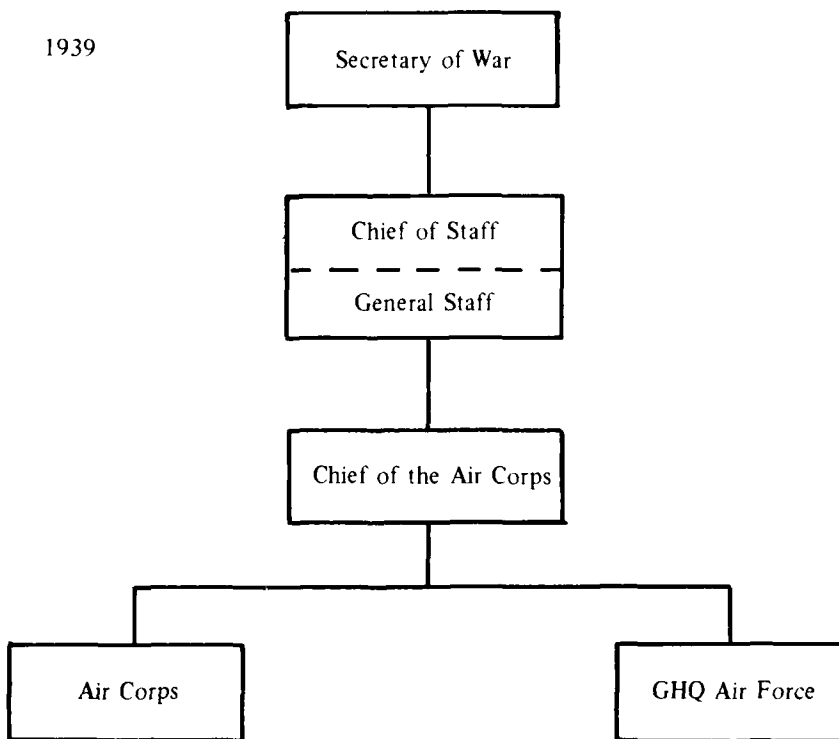 1939
Secretary of War
Chief of Staff
General Staff
Chief of the Air Corps
Air Corps
GHQ Air Force